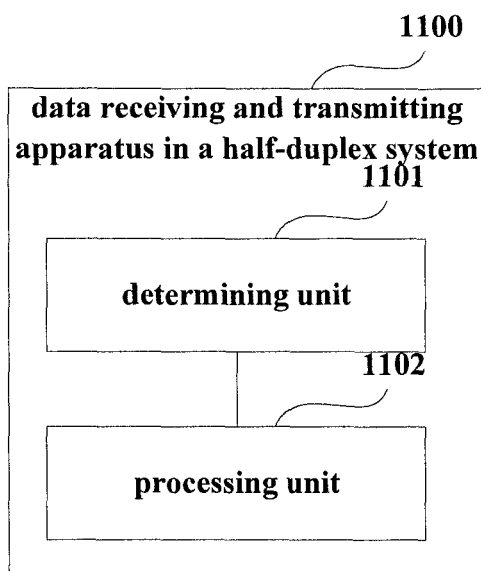 1100
data receiving and transmitting
apparatus in a half-duplex system
1101
determining unit
1102
processing unit